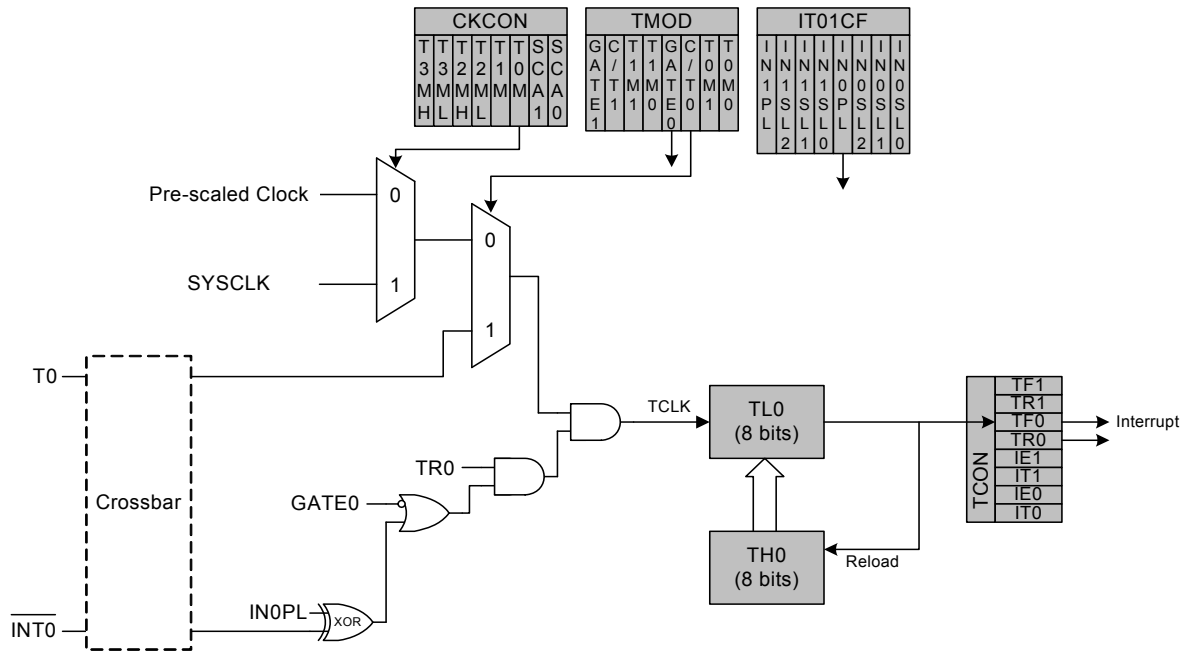 CKCON
T3MH
T3ML
T2MH
T2ML
T1M
T0M
SCA1
SCA0
TMOD
GATE1
C/T1
T1M1
T1M0
GATE0
C/T0
T0M1
T0M0
IT01CF
IN1PL
IN1SL2
IN1SL1
IN1SL0
IN0PL
IN0SL2
IN0SL1
IN0SL0
Pre-scaled Clock
0
SYSCLK
1
0
1
T0
Crossbar
INT0
GATE0
TR0
IN0PL
XOR
TCLK
TL0
(8 bits)
TH0
(8 bits)
Reload
TCON
TF1
TR1
TF0
TR0
IE1
IT1
IE0
IT0
Interrupt